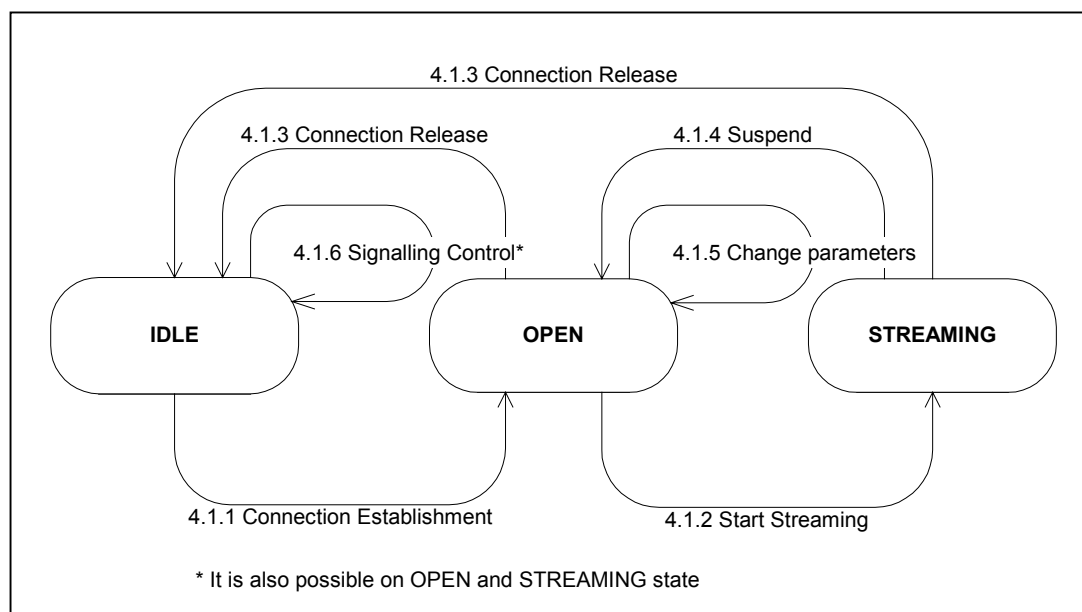 4.1.3 Connection Release
4.1.3 Connection Release
4.1.4 Suspend
4.1.6 Signalling Control*
4.1.5 Change parameters
IDLE
OPEN
STREAMING
4.1.1 Connection Establishment
4.1.2 Start Streaming
* It is also possible on OPEN and STREAMING state